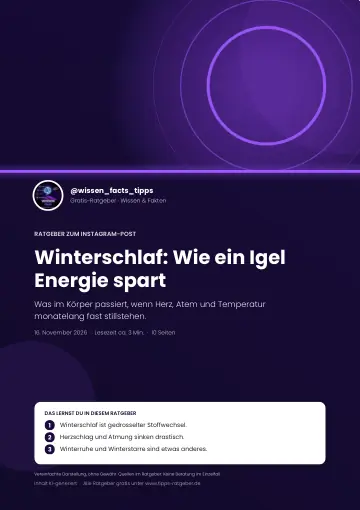 @wissen_facts_tipps
Gratis-Ratgeber · Wissen & Fakten
RATGEBER ZUM INSTAGRAM-POST
Winterschlaf: Wie ein Igel
Energie spart
Was im Körper passiert, wenn Herz, Atem und Temperatur
monatelang fast stillstehen.
16. November 2026 · Lesezeit ca. 3 Min. · 10 Seiten
DAS LERNST DU IN DIESEM RATGEBER
1 Winterschlaf ist gedrosselter Stoffwechsel.
2 Herzschlag und Atmung sinken drastisch.
3 Winterruhe und Winterstarre sind etwas anderes.
Vereinfachte Darstellung, ohne Gewähr. Quellen im Ratgeber. Keine Beratung im Einzelfall.
Inhalt KI-generiert · Alle Ratgeber gratis unter www.tipps-ratgeber.de